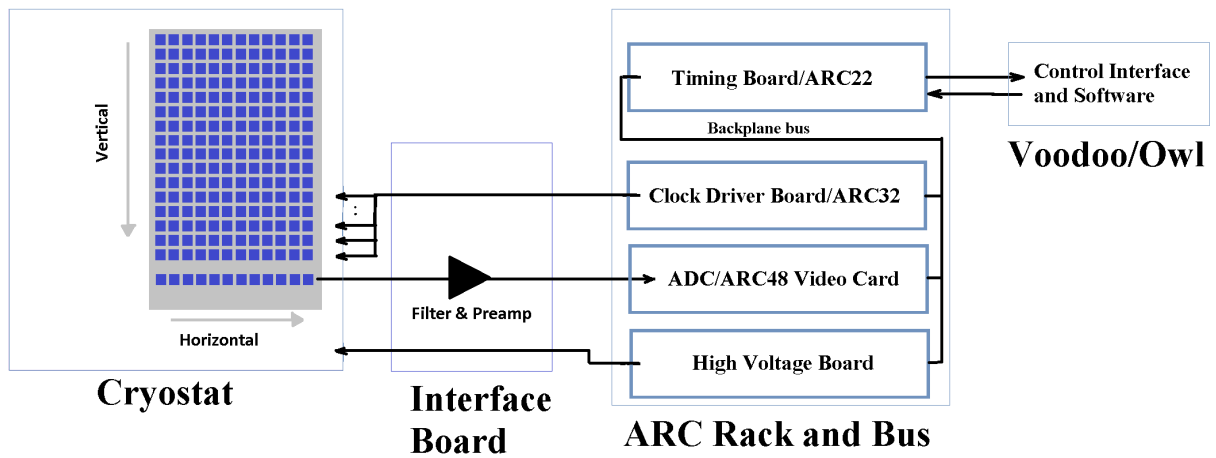 Vertical
Horizontal
Cryostat
:
Filter & Preamp
Interface
Board
Timing Board/ARC22
Backplane bus
Clock Driver Board/ARC32
ADC/ARC48 Video Card
High Voltage Board
ARC Rack and Bus
Control Interface
and Software
Voodoo/Owl